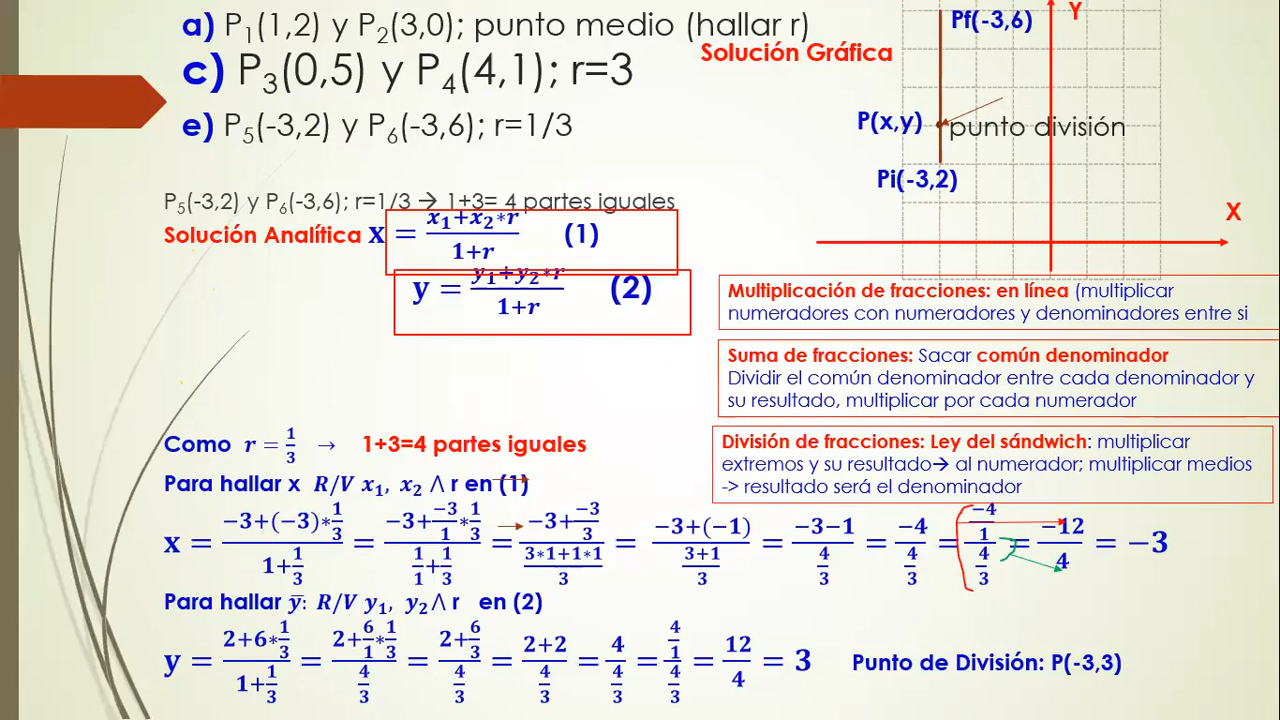 a) P₁(1,2) y P₂(3,0); punto medio (hallar r)
c) P₃(0,5) y P₄(4,1); r=3
e) P₅(-3,2) y P₆(-3,6); r=1/3
Solución Gráfica
Y
Pf(-3,6)
P(x,y)
punto división
Pi(-3,2)
X
P₅(-3,2) y P₆(-3,6); r=1/3 → 1+3= 4 partes iguales
Solución Analítica x = (x₁+x₂*r)/(1+r) (1)
y = (y₁+y₂*r)/(1+r) (2)
Multiplicación de fracciones: en línea (multiplicar
numeradores con numeradores y denominadores entre si
Suma de fracciones: Sacar común denominador
Dividir el común denominador entre cada denominador y
su resultado, multiplicar por cada numerador
División de fracciones: Ley del sándwich: multiplicar
extremos y su resultado→ al numerador; multiplicar medios
-> resultado será el denominador
Como r = 1/3 → 1+3=4 partes iguales
Para hallar x R/V x₁, x₂ ∧ r en (1)
x = (-3+(-3)*1/3)/(1+1/3) = (-3+(-3/1)*1/3)/(1/1+1/3) = (-3+(-3/3))/((3*1+1*1)/3) = (-3+(-1))/((3+1)/3) = (-3-1)/(4/3) = -4/(4/3) = (-4/1)/(4/3) = -12/4 = -3
Para hallar y̅: R/V y₁, y₂ ∧ r en (2)
y = (2+6*1/3)/(1+1/3) = (2+6/1*1/3)/(4/3) = (2+6/3)/(4/3) = (2+2)/(4/3) = 4/(4/3) = (4/1)/(4/3) = 12/4 = 3 Punto de División: P(-3,3)